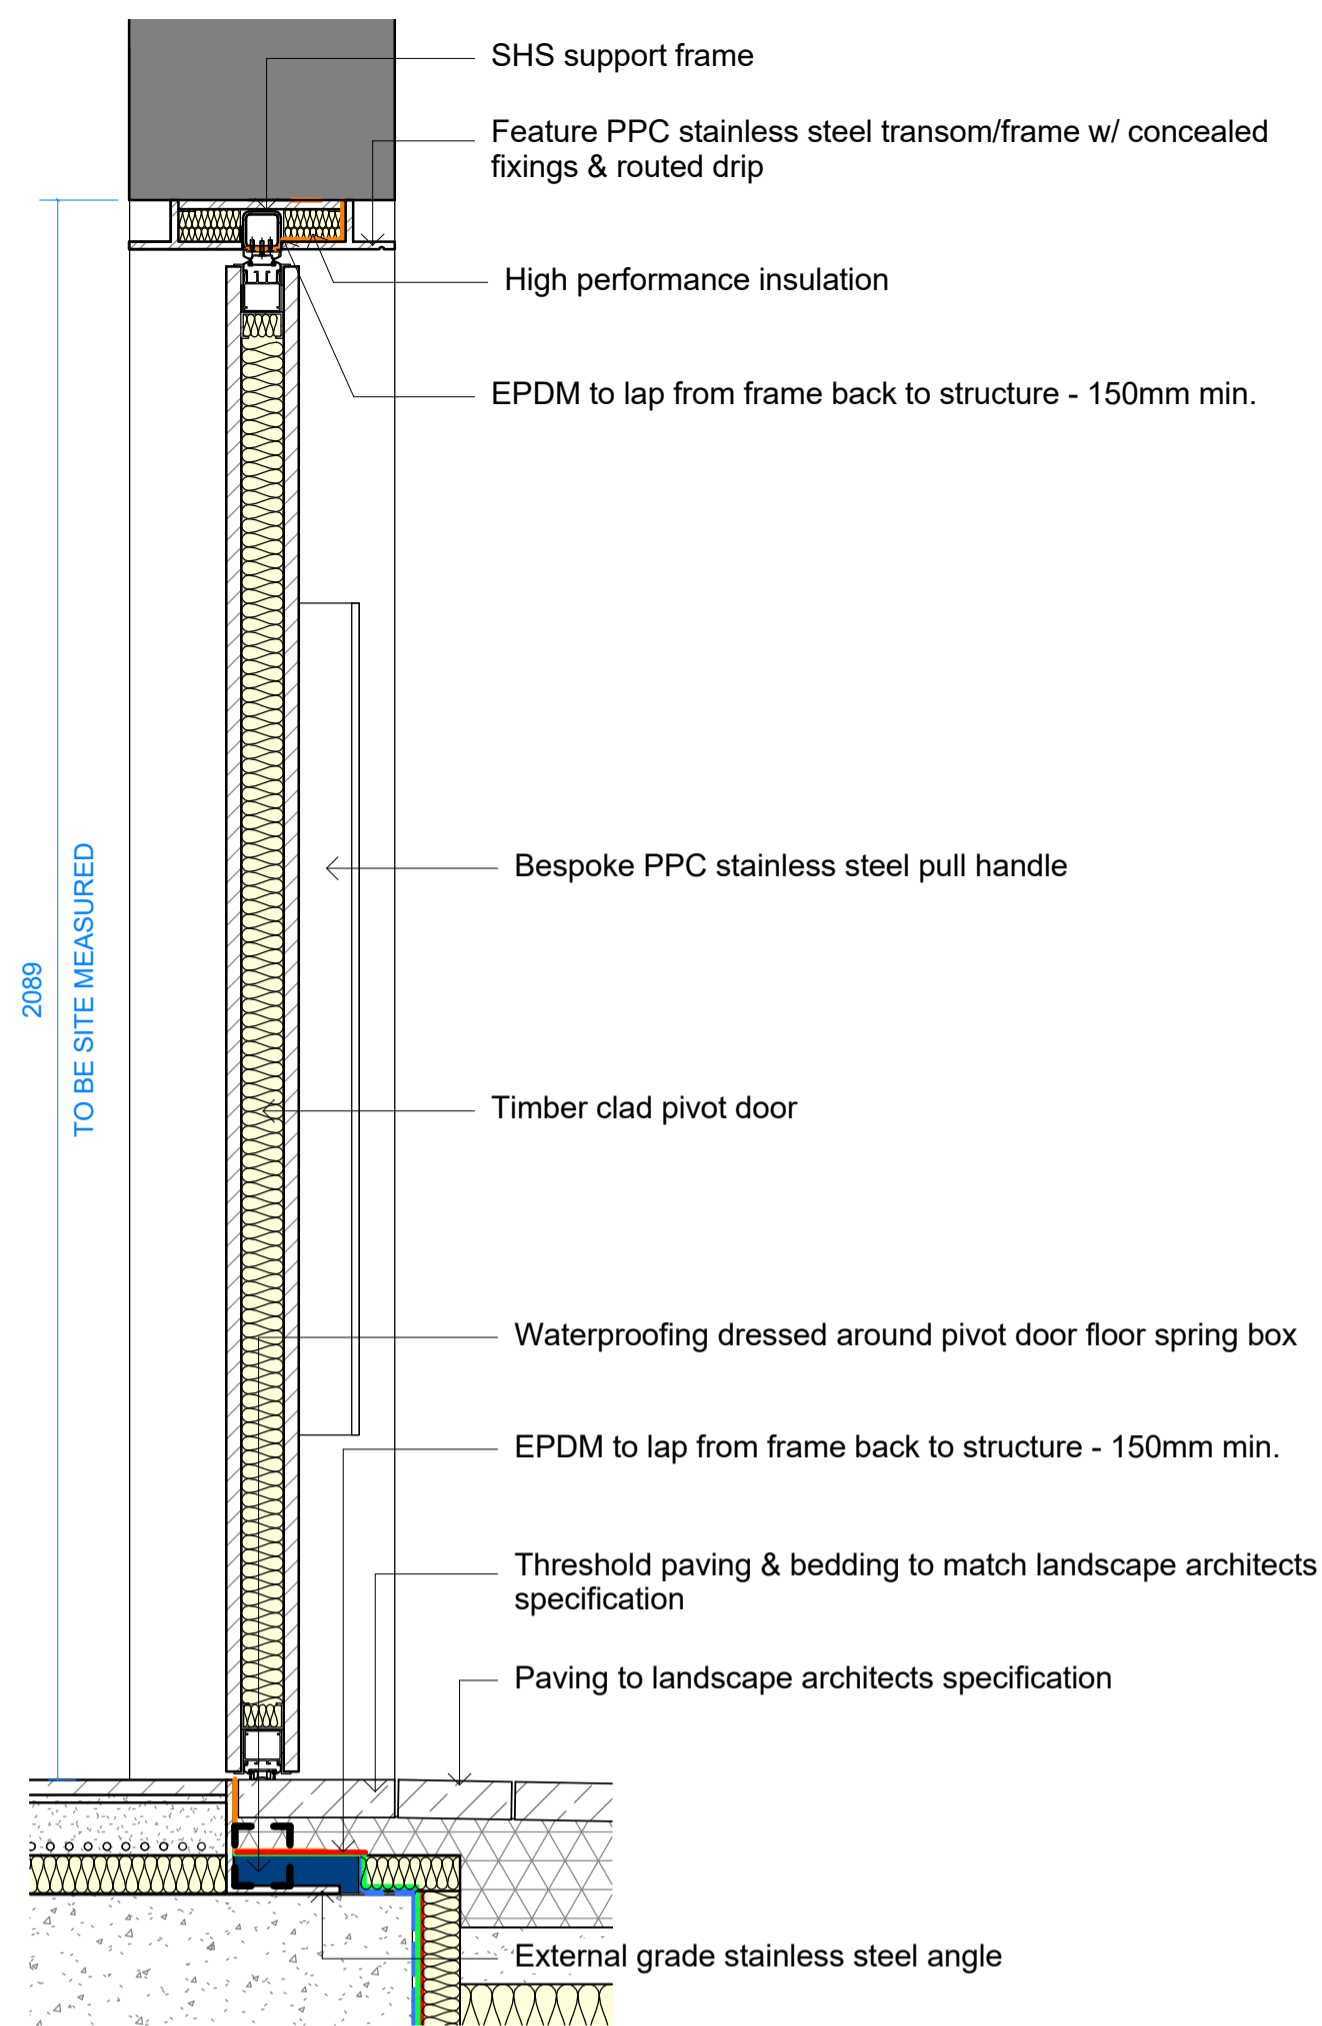 SHS support frame
Feature PPC stainless steel transom/frame w/ concealed
fixings & routed drip
High performance insulation
EPDM to lap from frame back to structure - 150mm min.
Bespoke PPC stainless steel pull handle
2089
TO BE SITE MEASURED
Timber clad pivot door
Waterproofing dressed around pivot door floor spring box
EPDM to lap from frame back to structure - 150mm min.
Threshold paving & bedding to match landscape architects
specification
Paving to landscape architects specification
External grade stainless steel angle